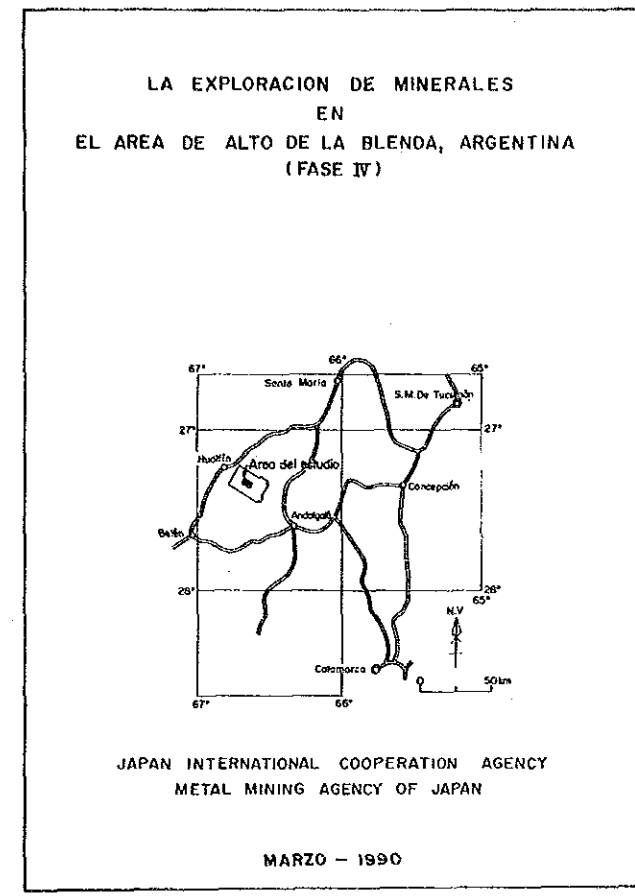 LA EXPLORACION DE MINERALES
EN
EL AREA DE ALTO DE LA BLENDA, ARGENTINA
(FASE IV)
67°
66°
65°
Santa María
S.M. De Tucumán
27°
27°
Hualfín
Area del estudio
Concepción
Andalgalá
Belén
28°
28°
65°
N.V
Catamarca
0 50km
67°
66°
JAPAN INTERNATIONAL COOPERATION AGENCY
METAL MINING AGENCY OF JAPAN
MARZO - 1990